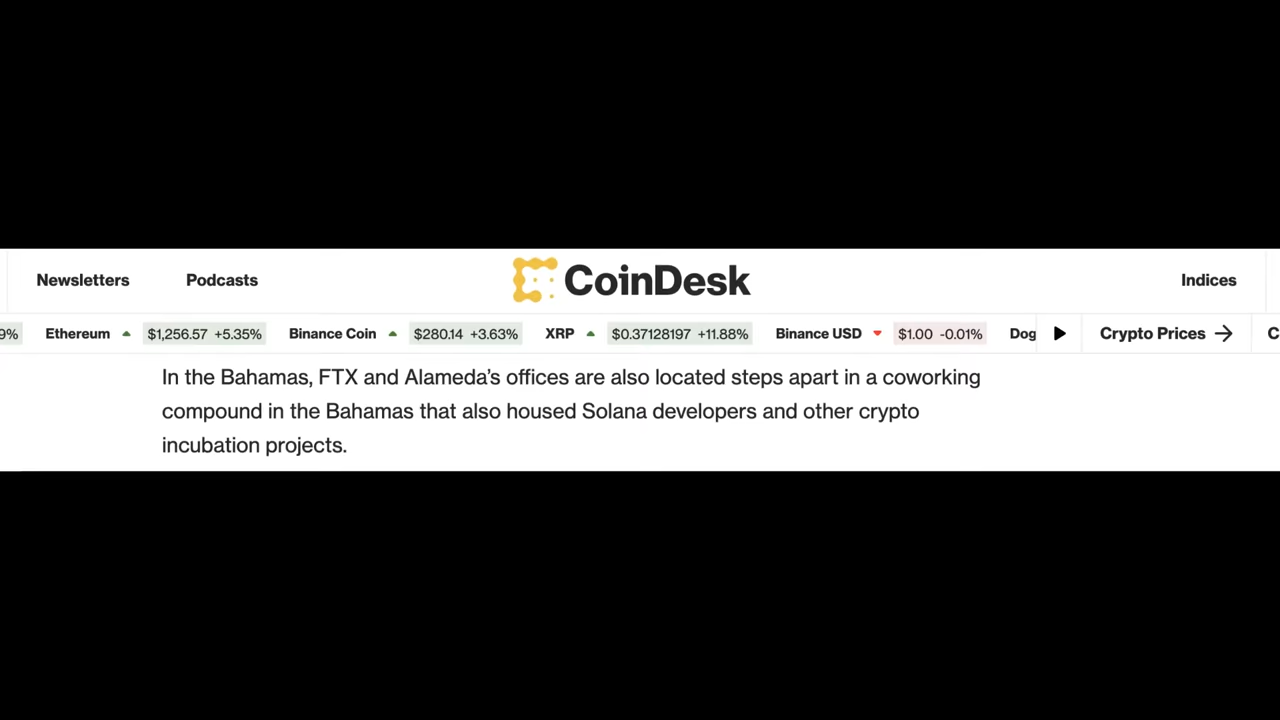 Newsletters Podcasts CoinDesk Indices
9% Ethereum $1,256.57 +5.35% Binance Coin $280.14 +3.63% XRP $0.37128197 +11.88% Binance USD $1.00 -0.01% Dog Crypto Prices → C
In the Bahamas, FTX and Alameda’s offices are also located steps apart in a coworking
compound in the Bahamas that also housed Solana developers and other crypto
incubation projects.